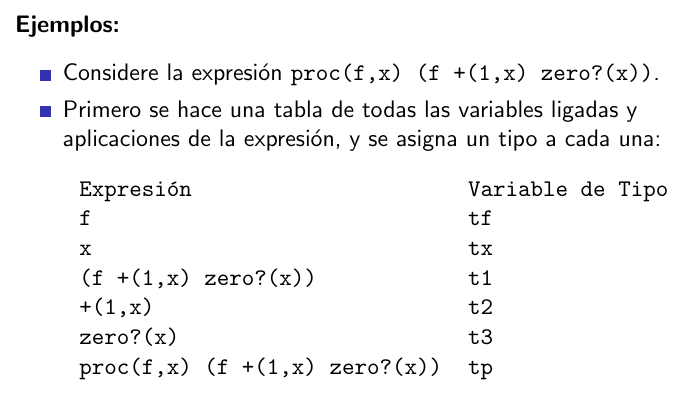 Ejemplos:
Considere la expresión proc(f,x) (f +(1,x) zero?(x)).
Primero se hace una tabla de todas las variables ligadas y
aplicaciones de la expresión, y se asigna un tipo a cada una:
Expresión Variable de Tipo
f tf
x tx
(f +(1,x) zero?(x)) t1
+(1,x) t2
zero?(x) t3
proc(f,x) (f +(1,x) zero?(x)) tp